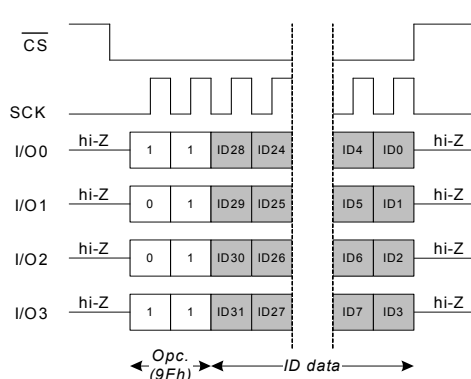 CS
SCK
I/O0 hi-Z 1 1 ID28 ID24 ID4 ID0 hi-Z
I/O1 hi-Z 0 1 ID29 ID25 ID5 ID1 hi-Z
I/O2 hi-Z 0 1 ID30 ID26 ID6 ID2 hi-Z
I/O3 hi-Z 1 1 ID31 ID27 ID7 ID3 hi-Z
Opc. ID data
(9Fh)